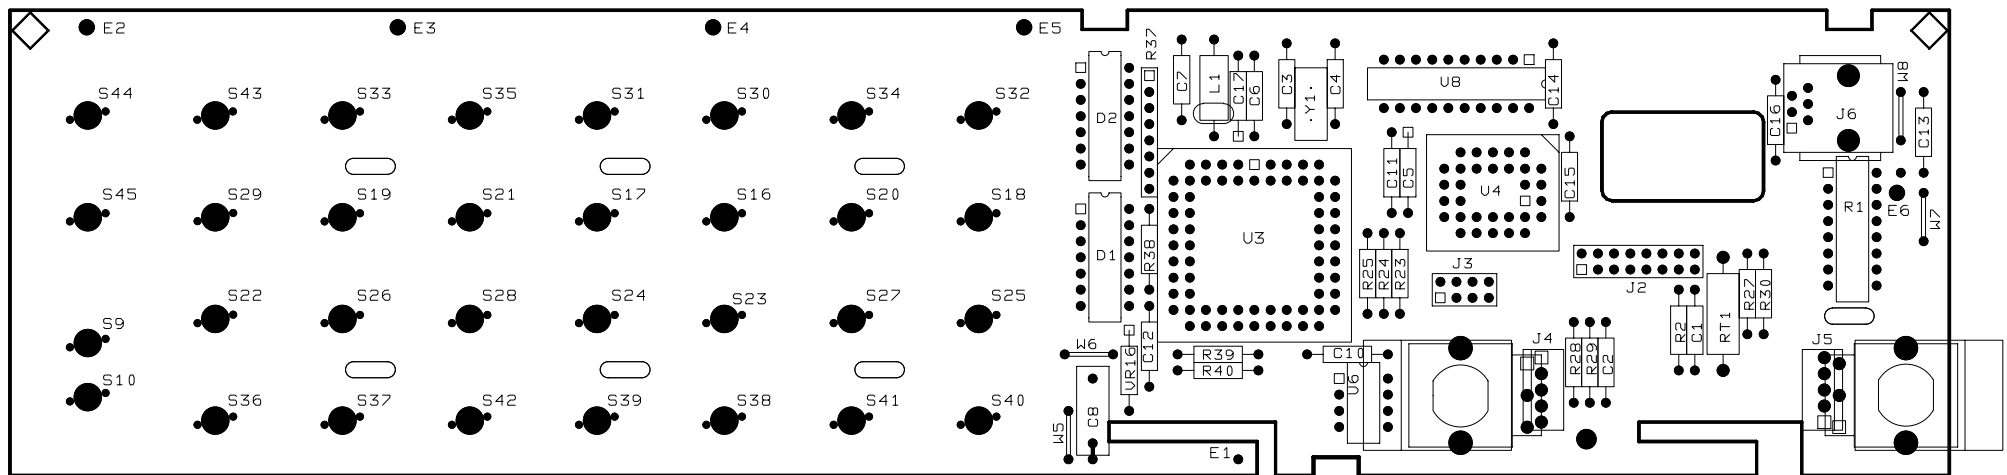 E2
E3
E4
E5
S44
S43
S33
S35
S31
S30
S34
S32
S45
S29
S19
S21
S17
S16
S20
S18
S9
S22
S26
S28
S24
S23
S27
S25
S10
S36
S37
S42
S39
S38
S41
S40
D2
R37
C7
L1
C17
C6
C3
Y1
C4
U8
C14
C16
J6
W8
C13
D1
R38
U3
C11
C5
U4
C15
R1
E6
W7
R25
R24
R23
J3
J2
R2
C1
RT1
R27
R30
W6
VR16
C12
R39
R40
C10
U6
J4
R28
R29
C2
J5
W5
C8
E1